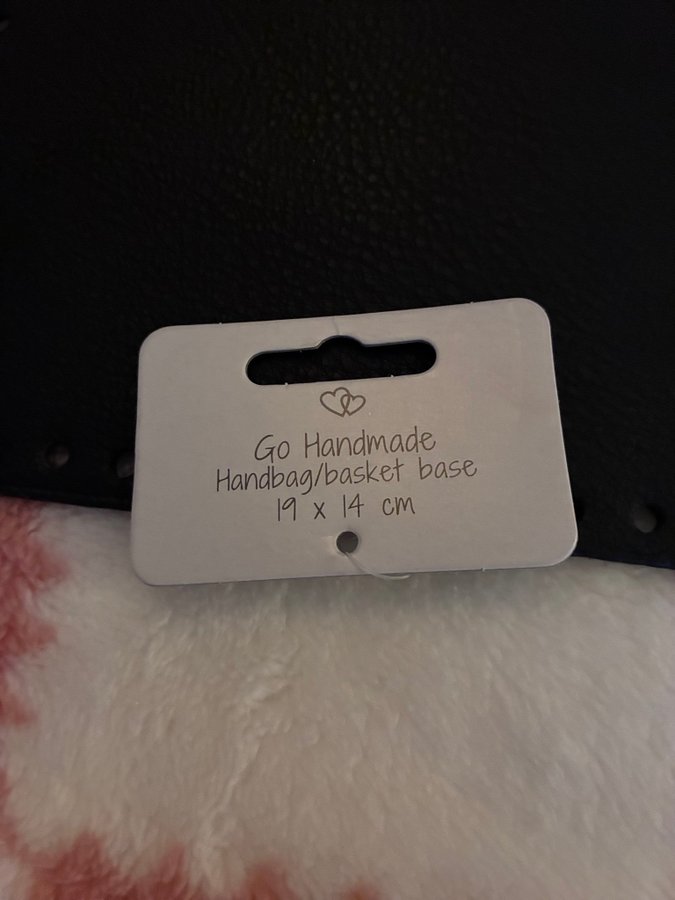 Go Handmade
Handbag/basket base
19 x 14 cm